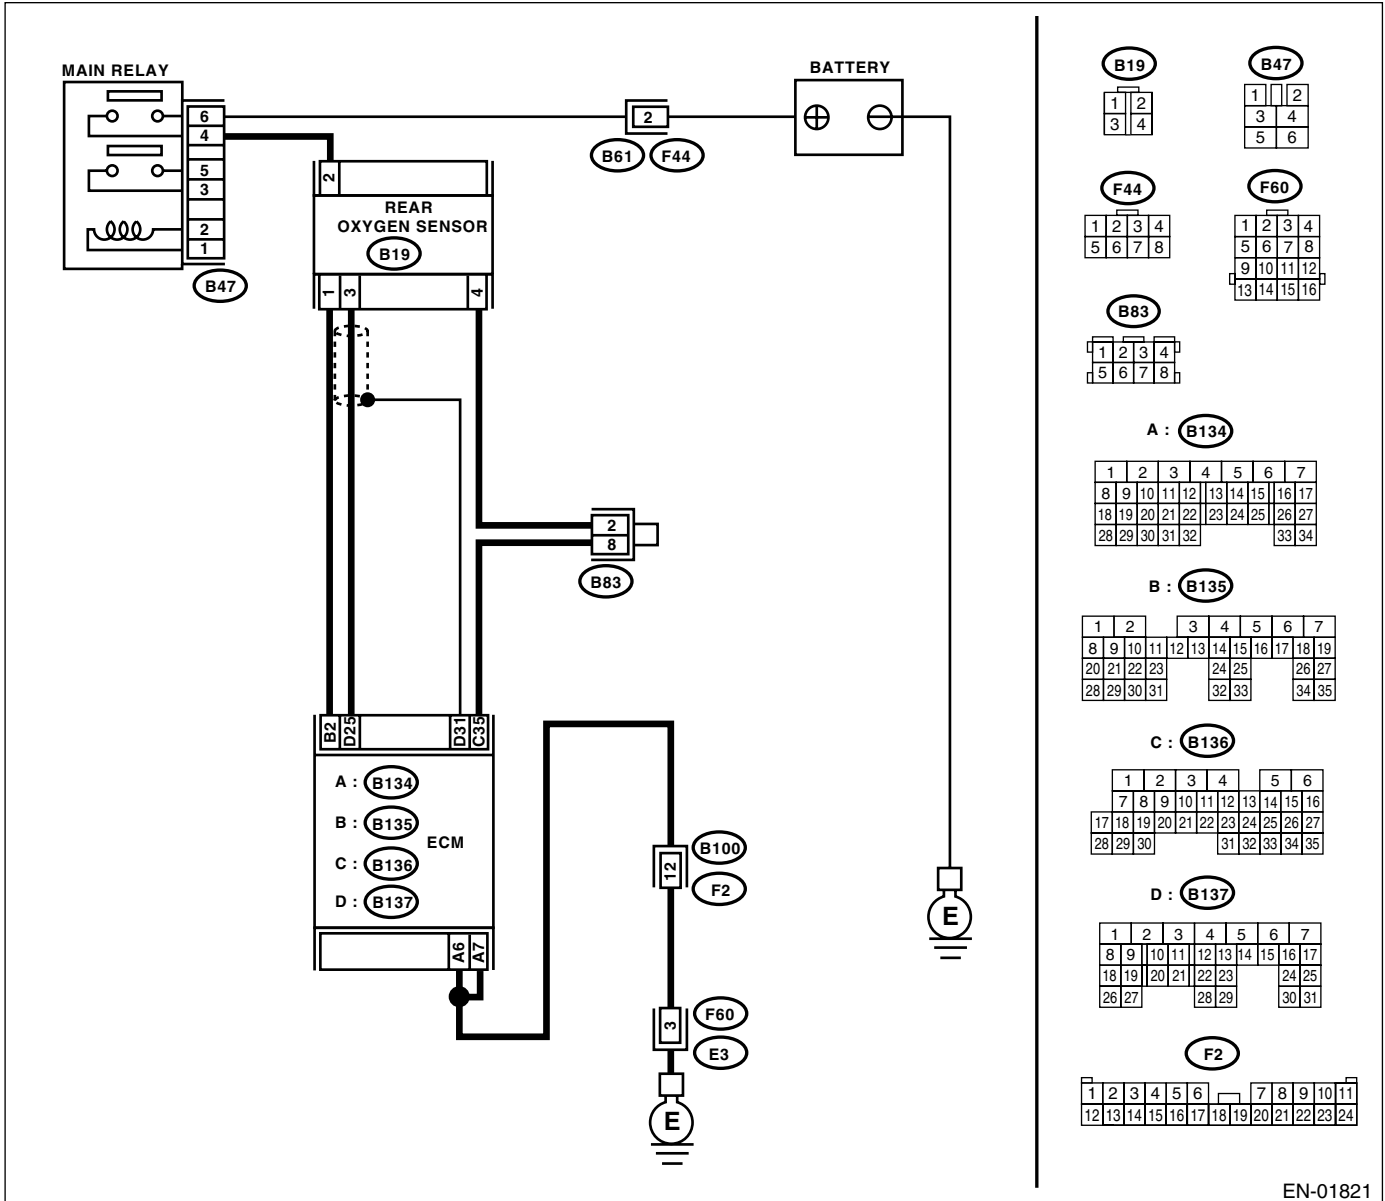 MAIN RELAY
6
4
5
3
2
1
B47
2
B61 F44
BATTERY
2
REAR
OXYGEN SENSOR
B19
1 3 4
2
8
B83
B2 D25 D31 C35
A : B134
B : B135
C : B136
D : B137
ECM
A6 A7
B100
12
F2
F60
3
E3
E
E
B19
1 2
3 4
B47
1 2
3 4
5 6
F44
1 2 3 4
5 6 7 8
F60
1 2 3 4
5 6 7 8
9 10 11 12
13 14 15 16
B83
1 2 3 4
5 6 7 8
A : B134
1 2 3 4 5 6 7
8 9 10 11 12 13 14 15 16 17
18 19 20 21 22 23 24 25 26 27
28 29 30 31 32 33 34
B : B135
1 2 3 4 5 6 7
8 9 10 11 12 13 14 15 16 17 18 19
20 21 22 23 24 25 26 27
28 29 30 31 32 33 34 35
C : B136
1 2 3 4 5 6
7 8 9 10 11 12 13 14 15 16
17 18 19 20 21 22 23 24 25 26 27
28 29 30 31 32 33 34 35
D : B137
1 2 3 4 5 6 7
8 9 10 11 12 13 14 15 16 17
18 19 20 21 22 23 24 25
26 27 28 29 30 31
F2
1 2 3 4 5 6 7 8 9 10 11
12 13 14 15 16 17 18 19 20 21 22 23 24
EN-01821